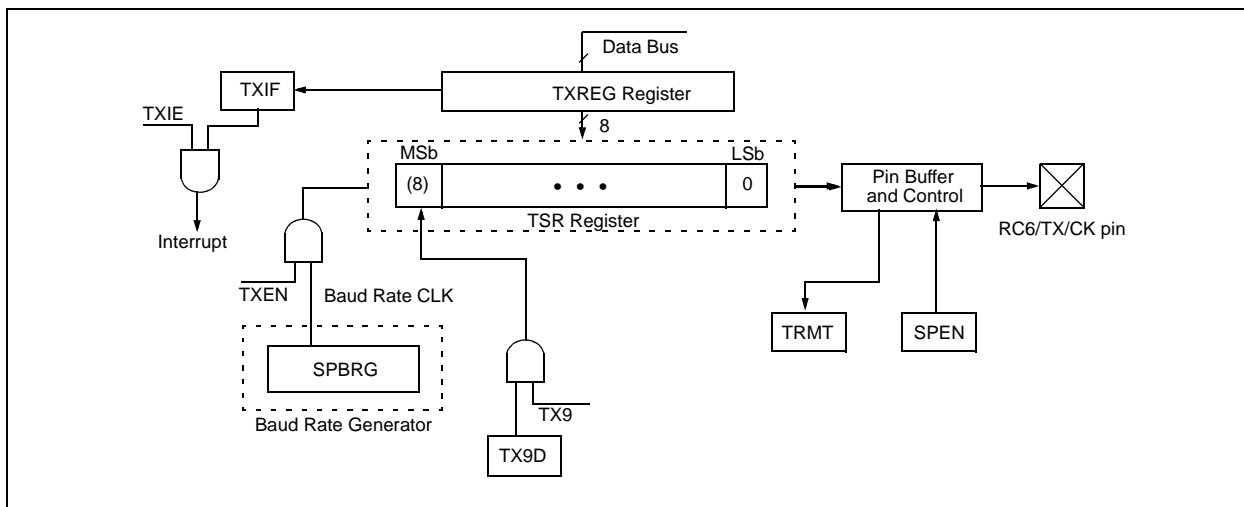 Data Bus
TXIF
TXREG Register
TXIE
8
MSb
LSb
(8)
• • •
0
Pin Buffer
and Control
TSR Register
Interrupt
RC6/TX/CK pin
TXEN
Baud Rate CLK
TRMT
SPEN
SPBRG
TX9
Baud Rate Generator
TX9D